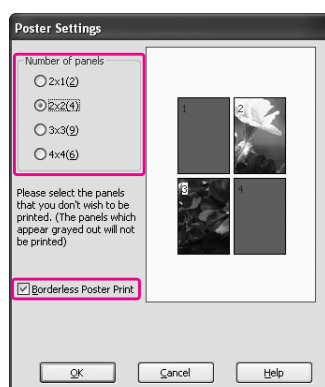 Poster Settings
Number of panels
2x1(2)
2x2(4)
3x3(9)
4x4(6)
Please select the panels
that you don't wish to be
printed. (The panels which
appear grayed out will not
be printed)
Borderless Poster Print
1
2
3
4
OK
Cancel
Help